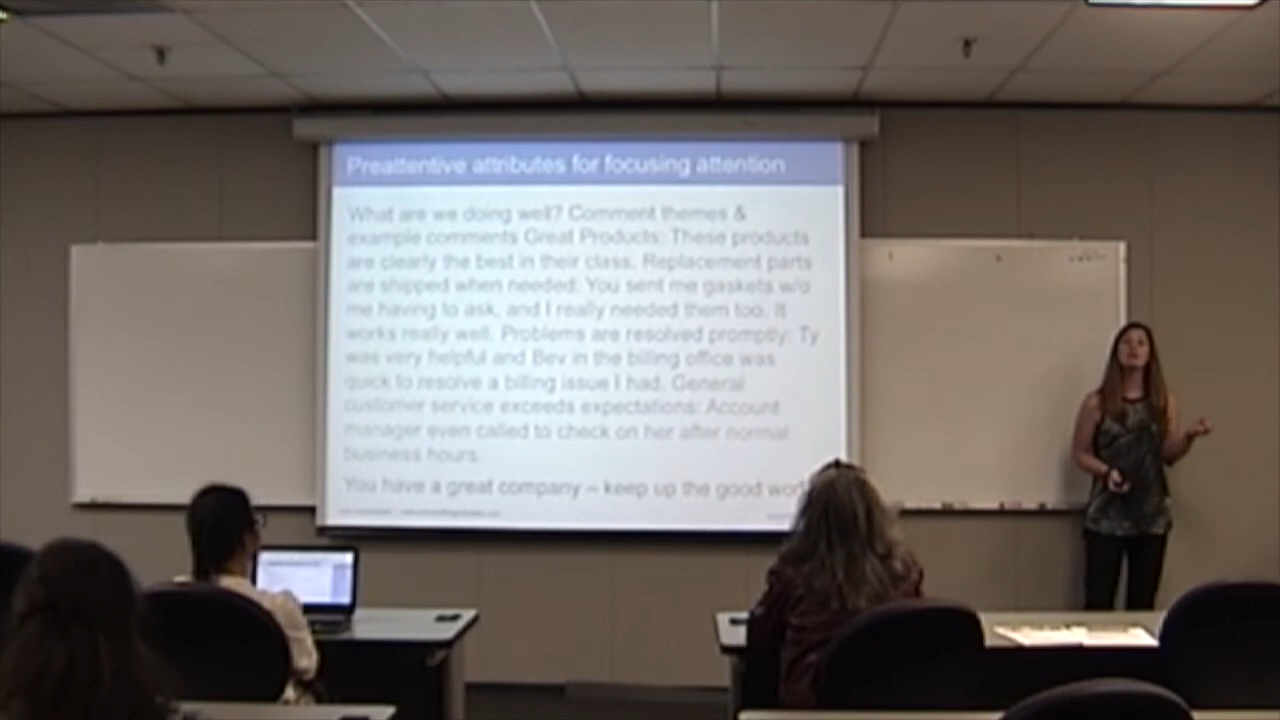 Preattentive attributes for focusing attention
What are we doing well? Comment themes &
example comments Great Products: These products
are clearly the best in their class. Replacement parts
are shipped when needed: You sent me gaskets w/o
me having to ask, and I really needed them too. It
works really well. Problems are resolved promptly: Ty
was very helpful and Bev in the billing office was
quick to resolve a billing issue I had. General
customer service exceeds expectations: Account
manager even called to check on her after normal
business hours.
You have a great company – keep up the good